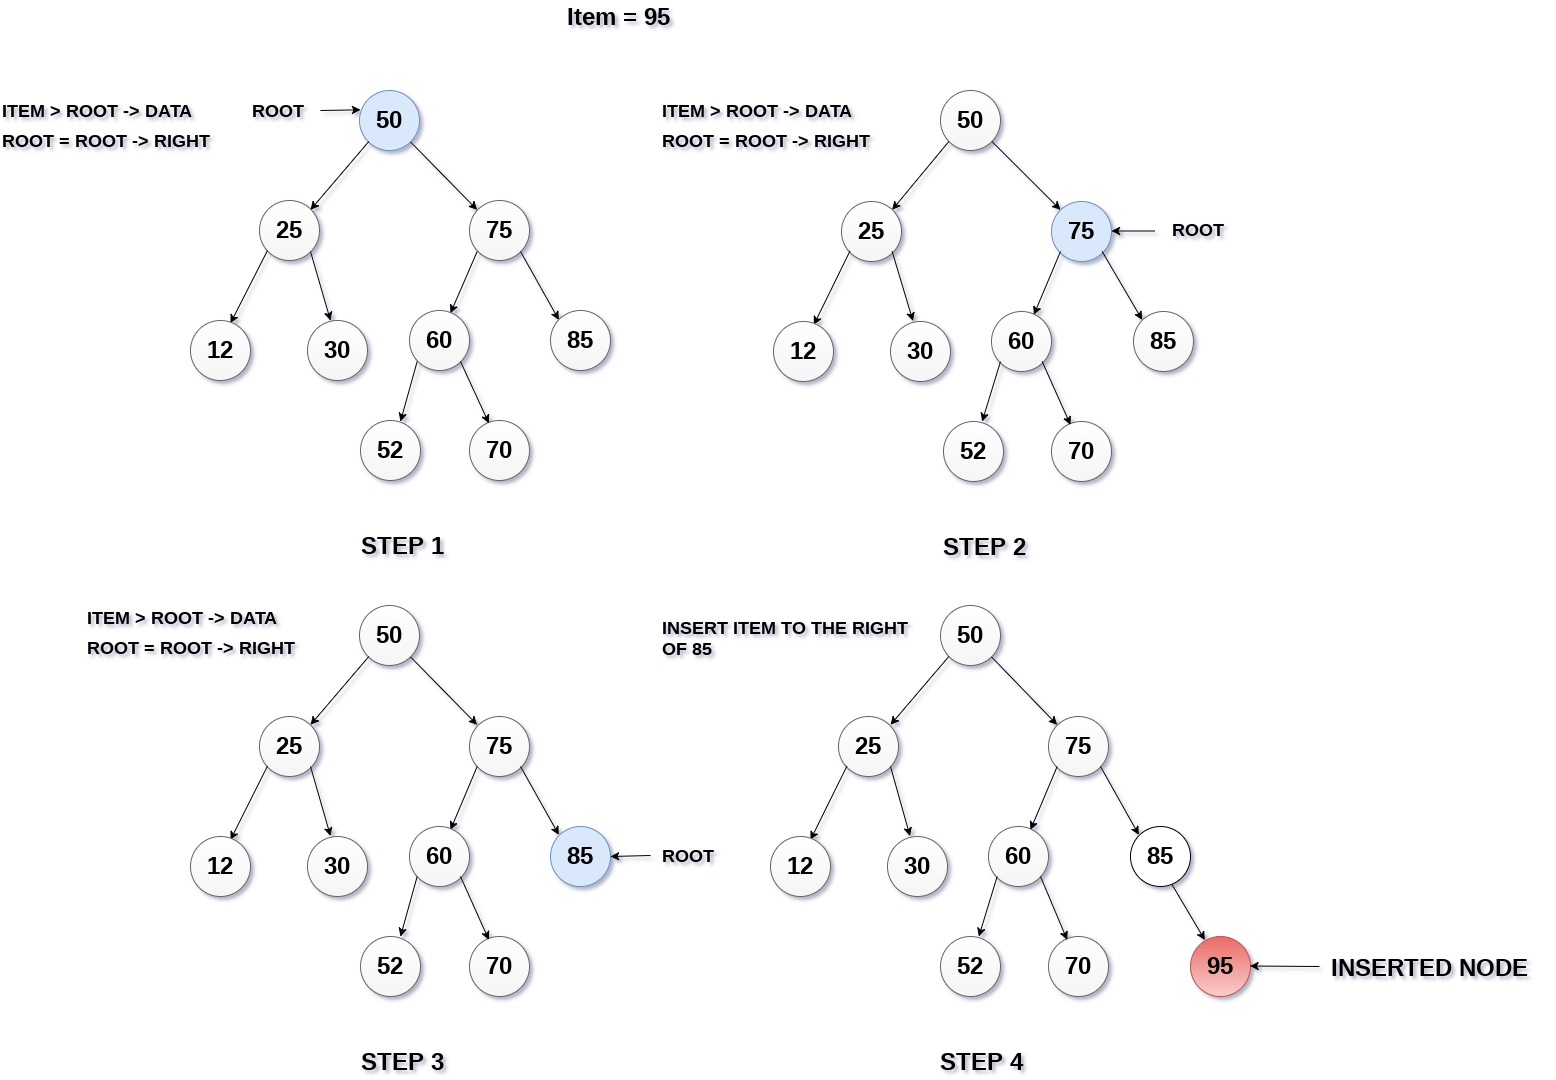 Item = 95
ITEM > ROOT -> DATA
ROOT = ROOT -> RIGHT
ROOT
50
25
75
12
30
60
85
52
70
STEP 1
ITEM > ROOT -> DATA
ROOT = ROOT -> RIGHT
50
25
75
ROOT
12
30
60
85
52
70
STEP 2
ITEM > ROOT -> DATA
ROOT = ROOT -> RIGHT
50
25
75
12
30
60
85
ROOT
52
70
STEP 3
INSERT ITEM TO THE RIGHT
OF 85
50
25
75
12
30
60
85
52
70
95
INSERTED NODE
STEP 4